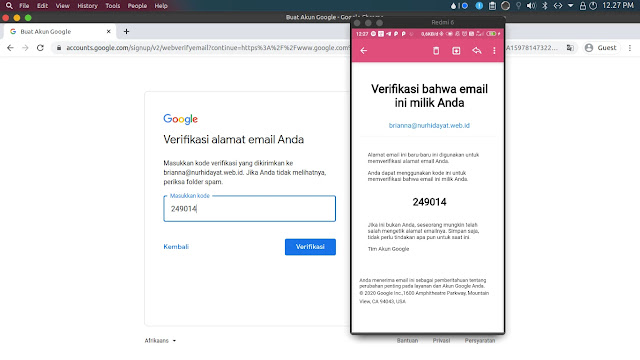 File Edit View History Tools People Help
12.27 PM
Buat Akun Google - Google Chrome
Redmi 6
Buat Akun Google
accounts.google.com/signup/v2/webverifyemail?continue=https%3A%2F%2Fwww.google.com
A15978147322...
Guest
Google
Verifikasi alamat email Anda
Masukkan kode verifikasi yang dikirimkan ke
brianna@nurhidayat.web.id. Jika Anda tidak melihatnya,
periksa folder spam.
Masukkan kode
249014
Kembali
Verifikasi
Afrikaans
Bantuan Privasi Persyaratan
12:27
0,6KB/d
Verifikasi bahwa email
ini milik Anda
brianna@nurhidayat.web.id
Alamat email ini baru-baru ini digunakan untuk
memverifikasi alamat email Anda.
Anda dapat menggunakan kode ini untuk
memverifikasi bahwa email ini milik Anda.
249014
Jika ini bukan Anda, seseorang mungkin telah
salah mengetik alamat emailnya. Simpan saja,
tidak perlu tindakan apa pun untuk saat ini.
Tim Akun Google
Anda menerima email ini sebagai pemberitahuan tentang
perubahan penting pada layanan dan Akun Google Anda.
© 2020 Google Inc.,1600 Amphitheatre Parkway, Mountain
View, CA 94043, USA